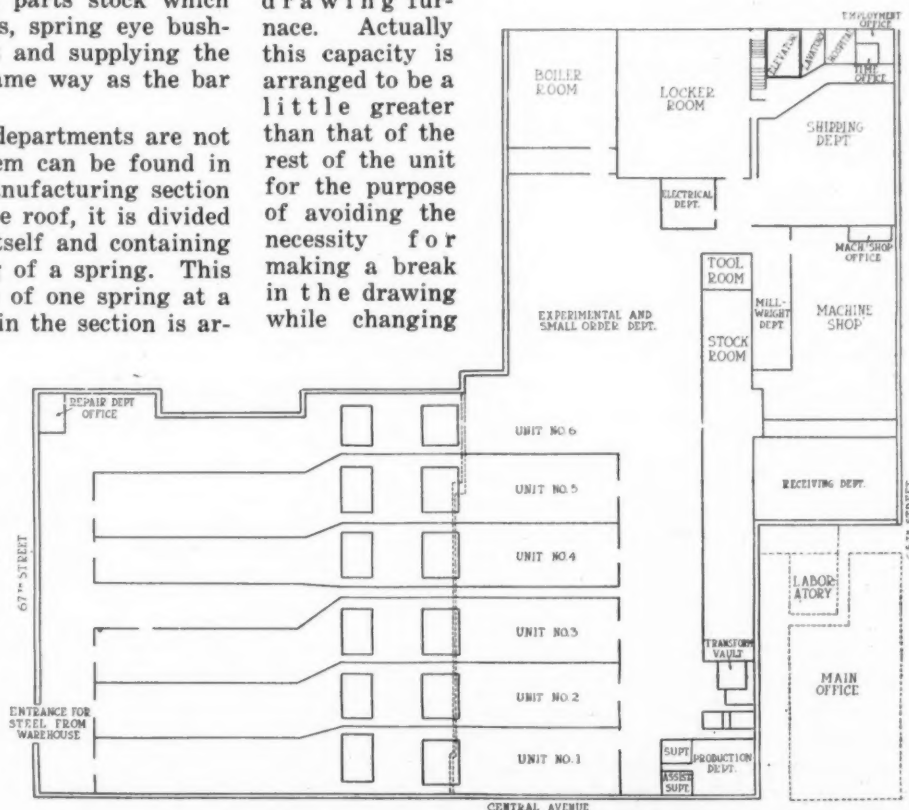 parts stock which
s, spring eye bush-
s and supplying the
ame way as the bar
departments are not
em can be found in
anufacturing section
e roof, it is divided
tself and containing
g of a spring. This
of one spring at a
in the section is ar-
drawing fur-
nace. Actually
this capacity is
arranged to be a
little greater
than that of the
rest of the unit
for the purpose
of avoiding the
necessity for
making a break
in the drawing
while changing
EMPLOYMENT
OFFICE
ELEVATOR
LAVATORY
HOSPITAL
TIME
OFFICE
BOILER
ROOM
LOCKER
ROOM
SHIPPING
DEPT.
ELECTRICAL
DEPT.
MACH. SHOP
OFFICE
TOOL
ROOM
EXPERIMENTAL AND
SMALL ORDER DEPT.
MILL-
WRIGHT
DEPT.
MACHINE
SHOP
STOCK
ROOM
REPAIR DEPT
OFFICE
UNIT NO. 6
UNIT NO. 5
RECEIVING DEPT.
STREET
67TH STREET
UNIT NO. 4
LABOR-
ATORY
UNIT NO. 3
TRANSFORM
VAULT
MAIN
OFFICE
ENTRANCE FOR
STEEL FROM
WAREHOUSE
UNIT NO. 2
UNIT NO. 1
SUPT
PRODUCTION
DEPT.
ASSIST
SUPT.
CENTRAL AVENUE